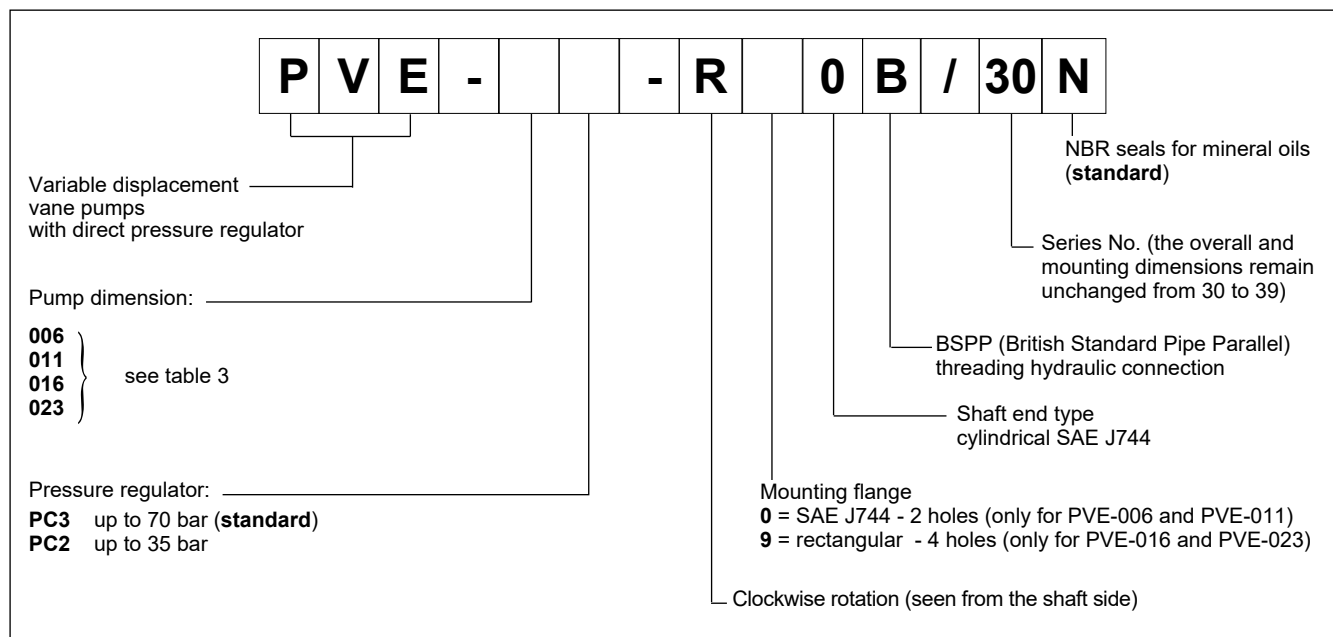 P V E - - R 0 B / 30 N
NBR seals for mineral oils
(standard)
Variable displacement
vane pumps
with direct pressure regulator
Series No. (the overall and
mounting dimensions remain
unchanged from 30 to 39)
Pump dimension:
006
011
016
023
see table 3
BSPP (British Standard Pipe Parallel)
threading hydraulic connection
Shaft end type
cylindrical SAE J744
Pressure regulator:
PC3 up to 70 bar (standard)
PC2 up to 35 bar
Mounting flange
0 = SAE J744 - 2 holes (only for PVE-006 and PVE-011)
9 = rectangular - 4 holes (only for PVE-016 and PVE-023)
Clockwise rotation (seen from the shaft side)